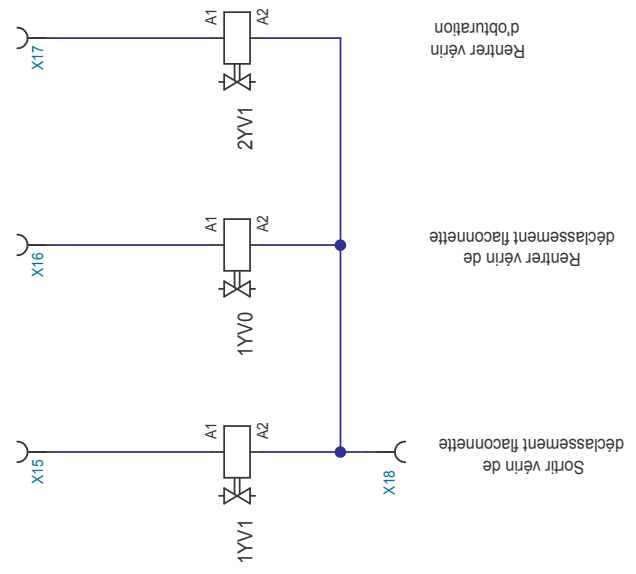 X17
A1
A2
2YV1
Rentrer vérin
d'obturation
X16
A1
A2
1YV0
Rentrer vérin de
déclassement flaconnette
X15
A1
A2
1YV1
X18
Sortir vérin de
déclassement flaconnette